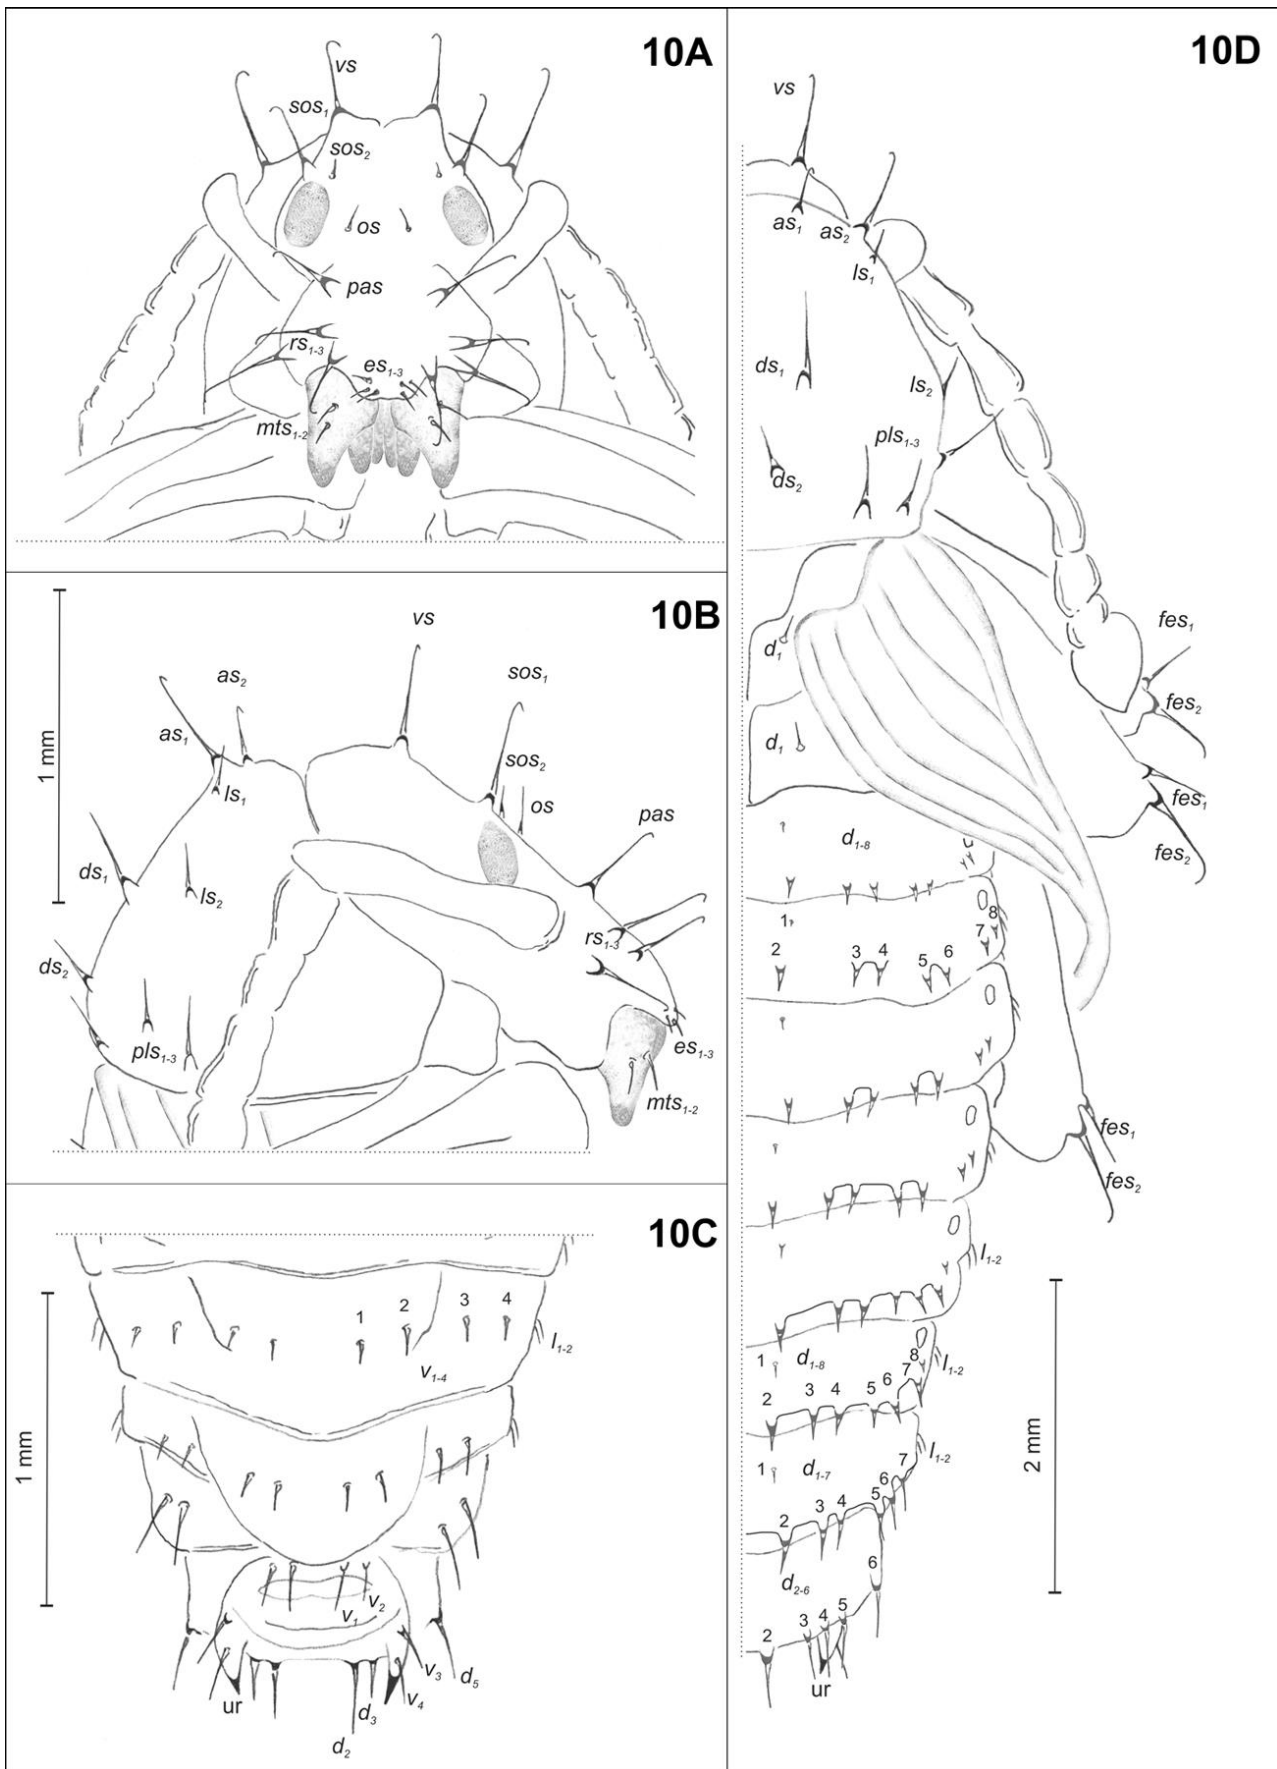 10A
vs
sos1
sos2
os
pas
rs1-3
es1-3
mts1-2
10B
1 mm
vs
as2
as1
sos1
sos2
os
ls1
pas
ds1
ls2
rs1-3
ds2
pls1-3
es1-3
mts1-2
10C
1 mm
1 2 3 4
l1-2
v1-4
v1
v2
v3
v4
d5
ur
d3
d2
10D
vs
as1
as2
ls1
ds1
ls2
pls1-3
ds2
fes1
d1
fes2
d1
fes1
fes2
d1-8
1
2 3 4 5 6 7 8
fes1
fes2
l1-2
1 d1-8
l1-2
2 3 4 5 6 7 8
1 d1-7
l1-2
2 3 4 5 6 7
d2-6
2 3 4 5 6
ur
2 mm